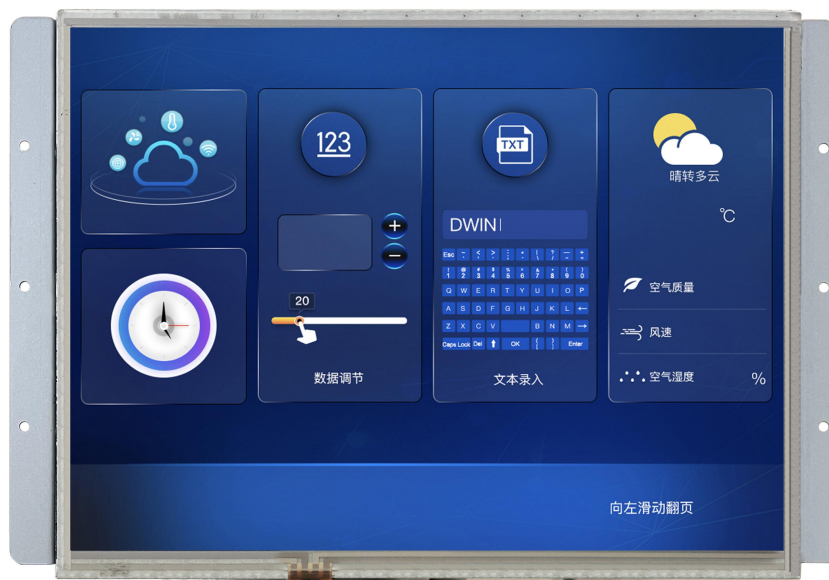 123
20
数据调节
TXT
DWIN
Esc
Q W E R T Y U I O P
A S D F G H J K L ←
Z X C V B N M →
Caps Lock Del ⬆ OK { } Enter
文本录入
晴转多云
℃
空气质量
风速
空气湿度 %
向左滑动翻页